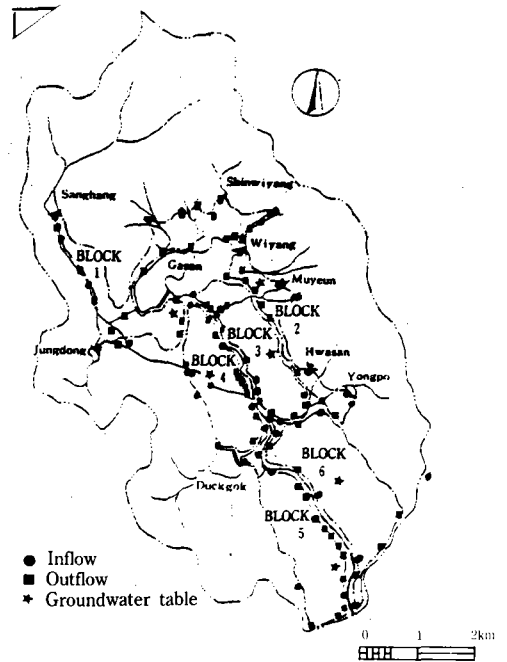 Shinwiyang
Sanghang
Wiyang
BLOCK
1
Gasan
Muyeun
BLOCK
2
BLOCK
3
Jungdong
BLOCK
4
Hwasan
Yongpo
BLOCK
6
Duckgok
BLOCK
5
Inflow
Outflow
Groundwater table
0 1 2km